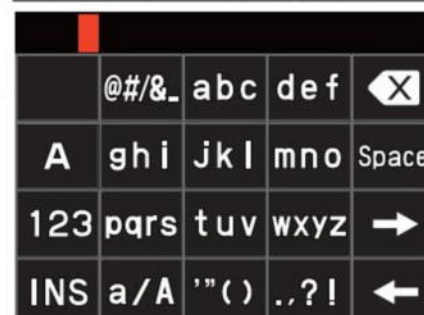 @#/&_ abc def
A ghi jkl mno Space
123 pqrs tuv wxyz
INS a/A '"() .,?!